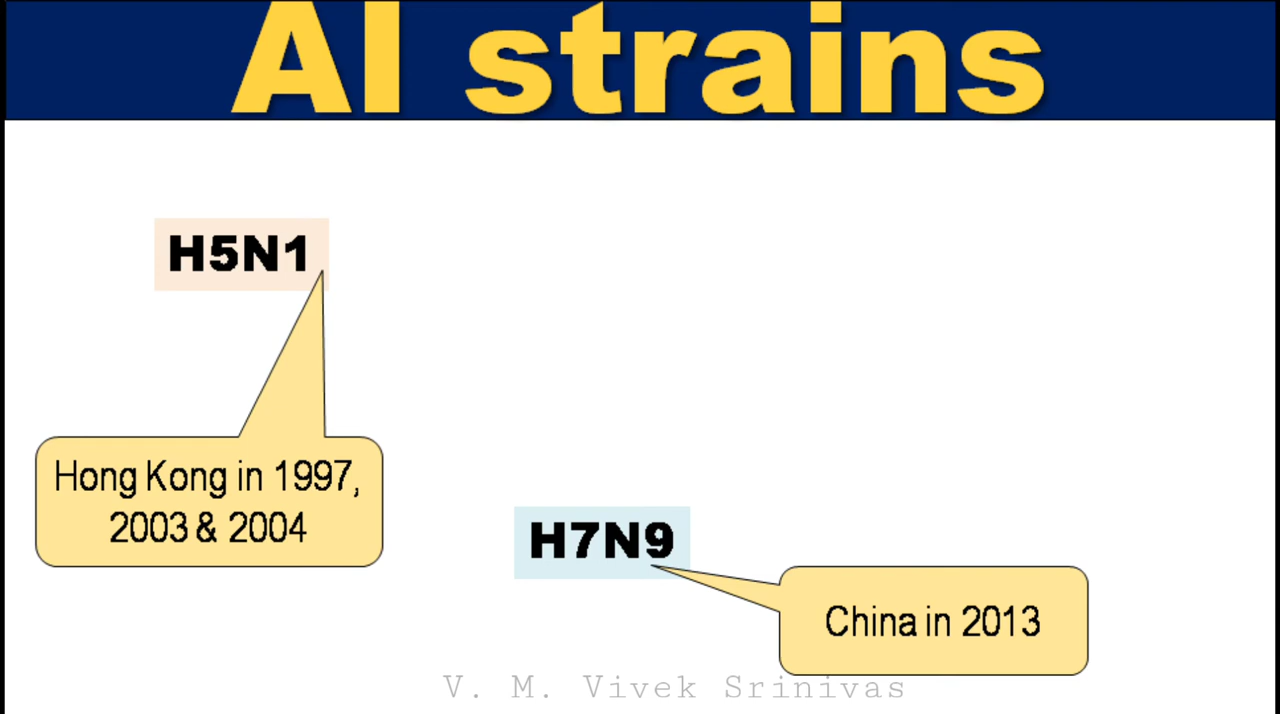 AI strains
H5N1
Hong Kong in 1997,
2003 & 2004
H7N9
China in 2013
V. M. Vivek Srinivas